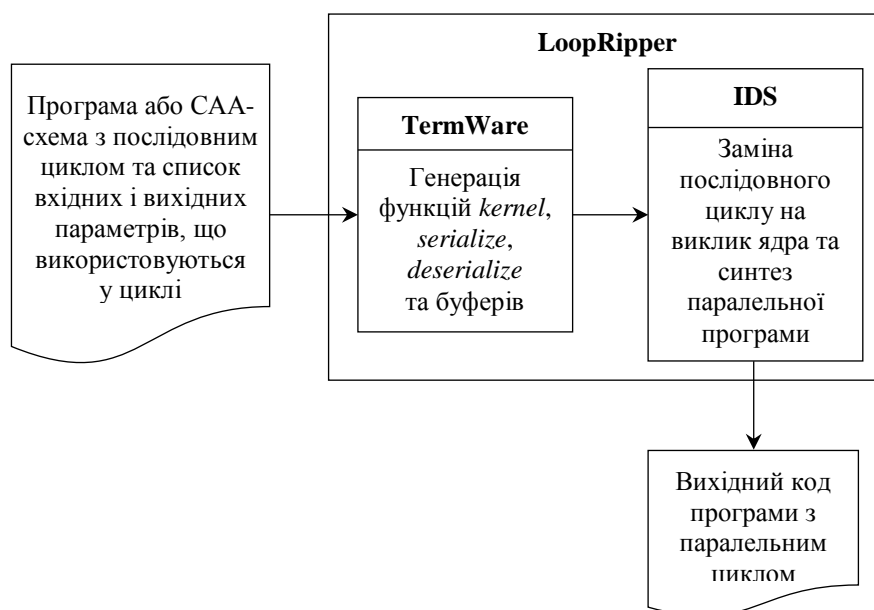 LoopRipper
Програма або САА-
схема з послідовним
циклом та список
вхідних і вихідних
параметрів, що
використовуються
у циклі
TermWare
Генерація
функцій kernel,
serialize,
deserialize
та буферів
IDS
Заміна
послідовного
циклу на
виклик ядра та
синтез
паралельної
програми
Вихідний код
програми з
паралельним
циклом